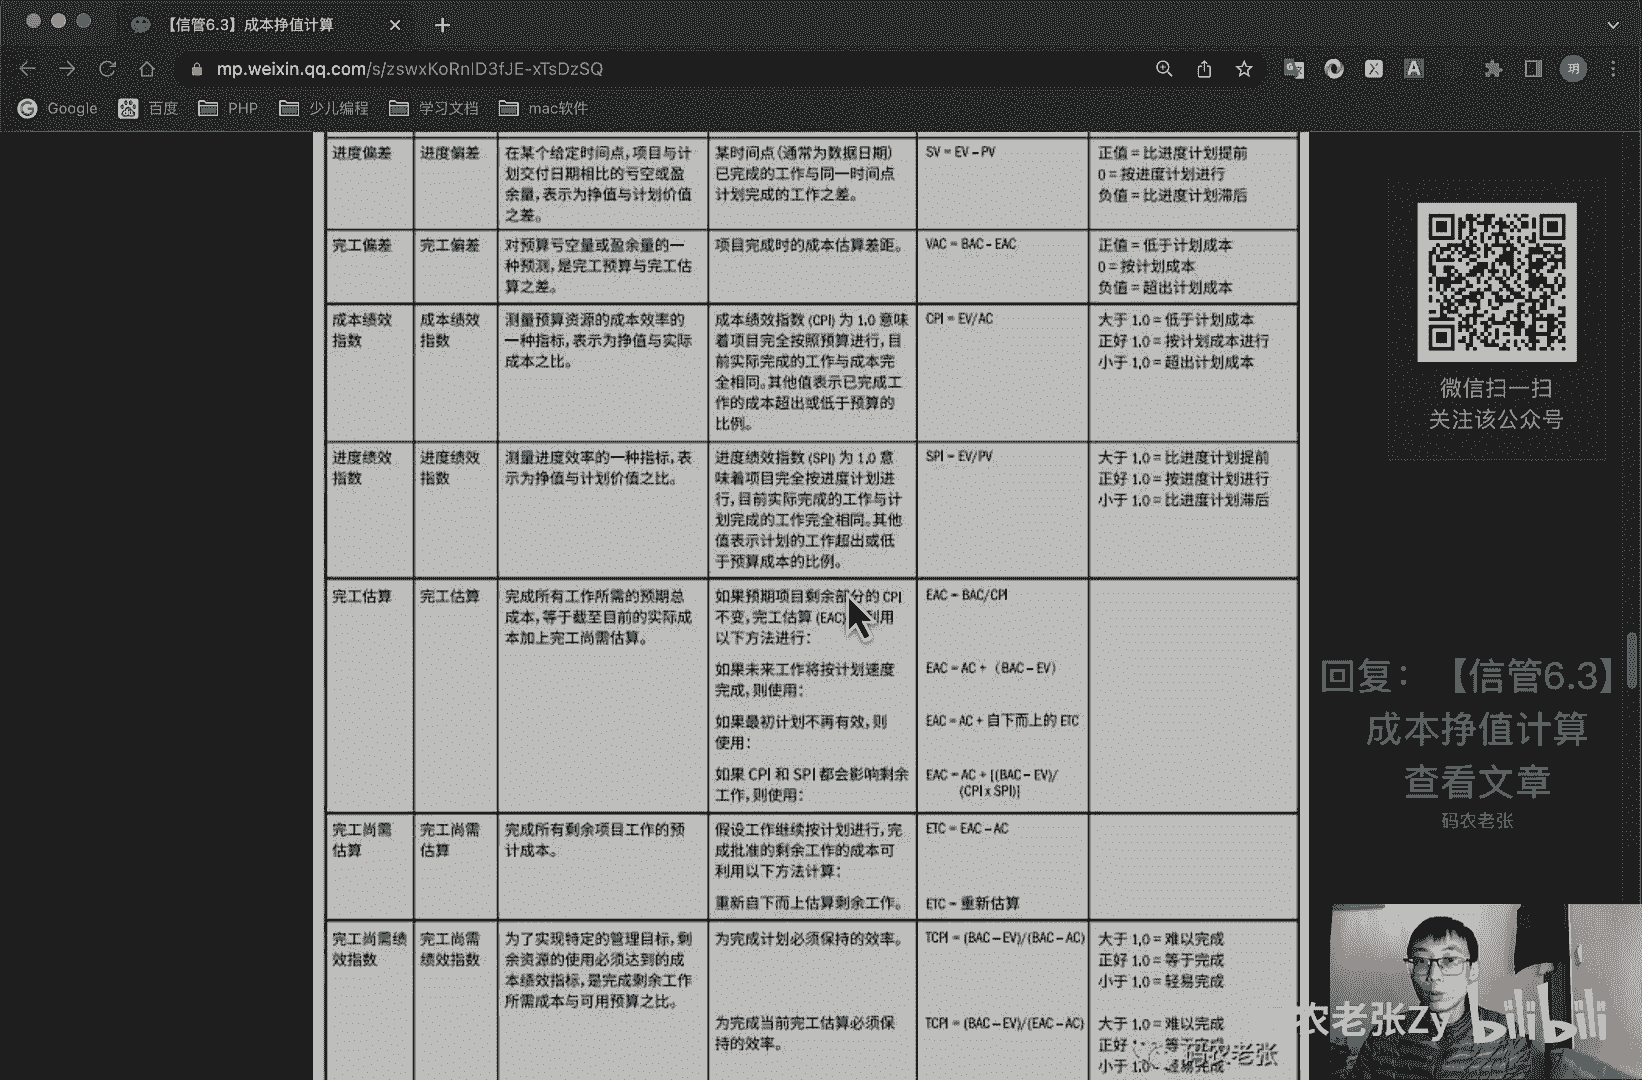 【信管6.3】成本挣值计算
mp.weixin.qq.com/s/zswxKoRnlD3fJE-xTsDzSQ
玥
Google
百度
PHP
少儿编程
学习文档
mac软件
进度偏差
进度偏差
在某个给定时间点,项目与计
划交付日期相比的亏空或盈
余量,表示为挣值与计划价值
之差。
某时间点(通常为数据日期)
已完成的工作与同一时间点
计划完成的工作之差。
SV = EV – PV
正值 = 比进度计划提前
0 = 按进度计划进行
负值 = 比进度计划滞后
完工偏差
完工偏差
对预算亏空量或盈余量的一
种预测,是完工预算与完工估
算之差。
项目完成时的成本估算差距。
VAC = BAC – EAC
正值 = 低于计划成本
0 = 按计划成本
负值 = 超出计划成本
成本绩效
指数
成本绩效
指数
测量预算资源的成本效率的
一种指标,表示为挣值与实际
成本之比。
成本绩效指数 (CPI) 为 1.0 意味
着项目完全按照预算进行,目
前实际完成的工作与成本完
全相同。其他值表示已完成工
作的成本超出或低于预算的
比例。
CPI = EV/AC
大于 1.0 = 低于计划成本
正好 1.0 = 按计划成本进行
小于 1.0 = 超出计划成本
进度绩效
指数
进度绩效
指数
测量进度效率的一种指标,表
示为挣值与计划价值之比。
进度绩效指数 (SPI) 为 1.0 意
味着项目完全按进度计划进
行,目前实际完成的工作与计
划完成的工作完全相同。其他
值表示计划的工作超出或低
于预算成本的比例。
SPI = EV/PV
大于 1.0 = 比进度计划提前
正好 1.0 = 按进度计划进行
小于 1.0 = 比进度计划滞后
完工估算
完工估算
完成所有工作所需的预期总
成本,等于截至目前的实际成
本加上完工尚需估算。
如果预期项目剩余部分的 CPI
不变,完工估算 (EAC) 利用
以下方法进行:
如果未来工作将按计划速度
完成,则使用:
如果最初计划不再有效,则
使用:
如果 CPI 和 SPI 都会影响剩余
工作,则使用:
EAC = BAC/CPI
EAC = AC + (BAC – EV)
EAC = AC + 自下而上的 ETC
EAC = AC + [(BAC – EV)/
(CPI x SPI)]
完工尚需
估算
完工尚需
估算
完成所有剩余项目工作的预
计成本。
假设工作继续按计划进行,完
成批准的剩余工作的成本可
利用以下方法计算:
重新自下而上估算剩余工作。
ETC = EAC – AC
ETC = 重新估算
完工尚需绩
效指数
完工尚需
绩效指数
为了实现特定的管理目标,剩
余资源的使用必须达到的成
本绩效指标,是完成剩余工作
所需成本与可用预算之比。
为完成计划必须保持的效率。
为完成当前完工估算必须保
持的效率。
TCPI = (BAC – EV)/(BAC – AC)
TCPI = (BAC – EV)/(EAC – AC)
大于 1.0 = 难以完成
正好 1.0 = 等于完成
小于 1.0 = 轻易完成
大于 1.0 = 难以完成
正好 等于完成
小于 1.0 轻易完成
微信扫一扫
关注该公众号
回复：【信管6.3】
成本挣值计算
查看文章
码农老张
农老张Zy
bilibili
码农老张